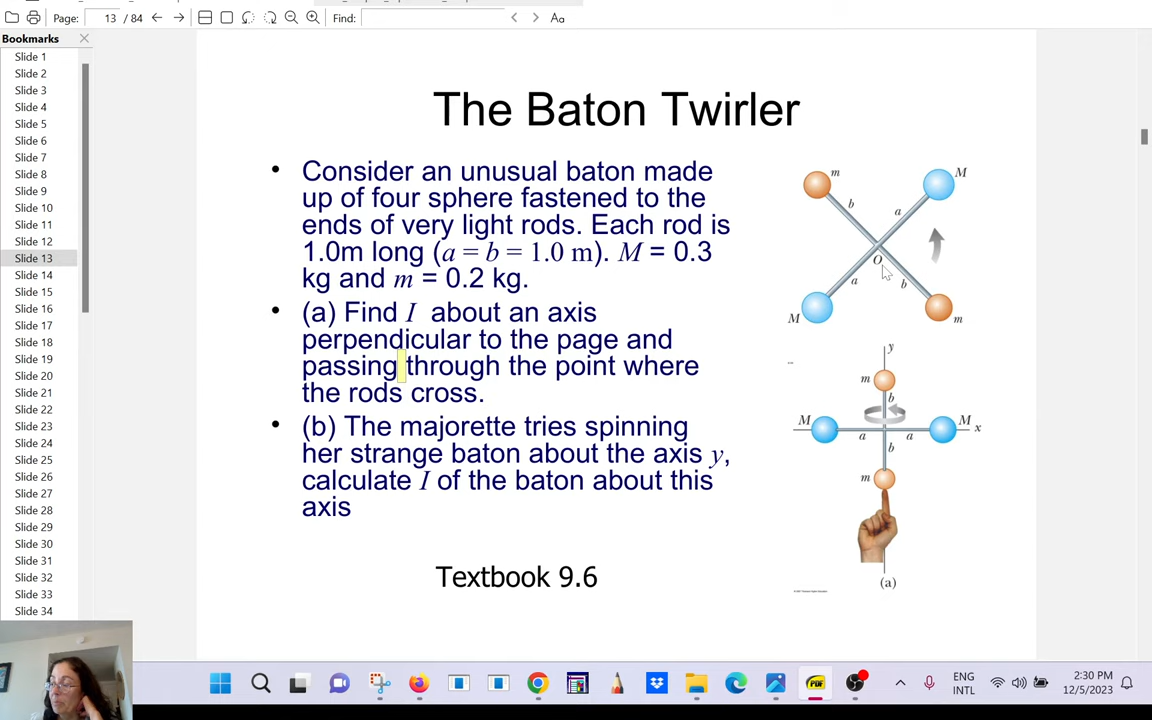 Page: 13 / 84 Find: Aa
Bookmarks
Slide 1
Slide 2
Slide 3
Slide 4
Slide 5
Slide 6
Slide 7
Slide 8
Slide 9
Slide 10
Slide 11
Slide 12
Slide 13
Slide 14
Slide 15
Slide 16
Slide 17
Slide 18
Slide 19
Slide 20
Slide 21
Slide 22
Slide 23
Slide 24
Slide 25
Slide 26
Slide 27
Slide 28
Slide 29
Slide 30
Slide 31
Slide 32
Slide 33
Slide 34
The Baton Twirler
• Consider an unusual baton made
up of four sphere fastened to the
ends of very light rods. Each rod is
1.0m long (a = b = 1.0 m). M = 0.3
kg and m = 0.2 kg.
• (a) Find I about an axis
perpendicular to the page and
passing through the point where
the rods cross.
• (b) The majorette tries spinning
her strange baton about the axis y,
calculate I of the baton about this
axis
Textbook 9.6
m M
b a
O
a b
M m
y
m
b
M M x
a a
b
m
(a)
ENG
INTL
2:30 PM
12/5/2023